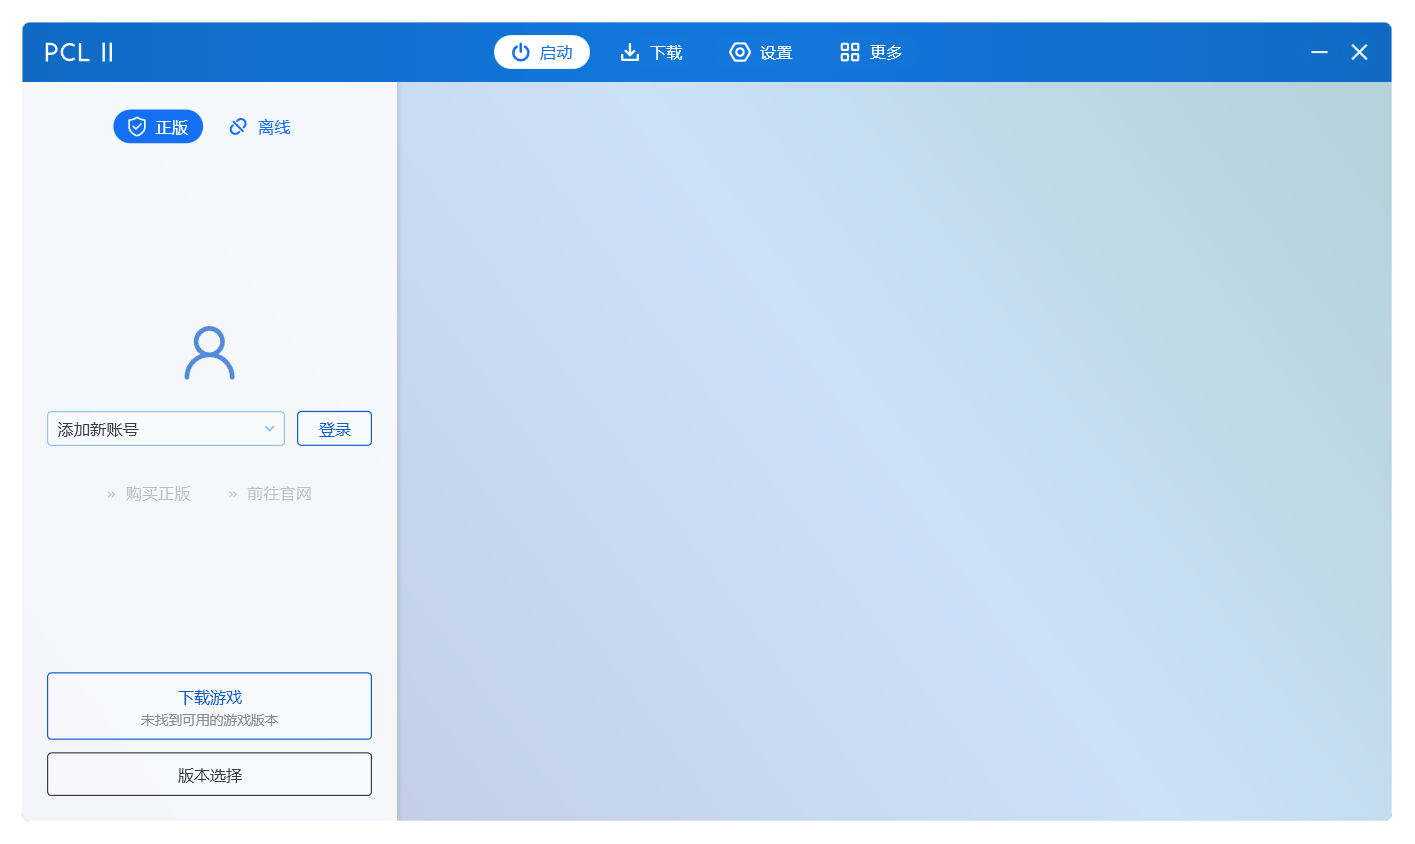 PCL II
启动 下载 设置 更多
正版 离线
添加新账号 登录
» 购买正版 » 前往官网
下载游戏
未找到可用的游戏版本
版本选择